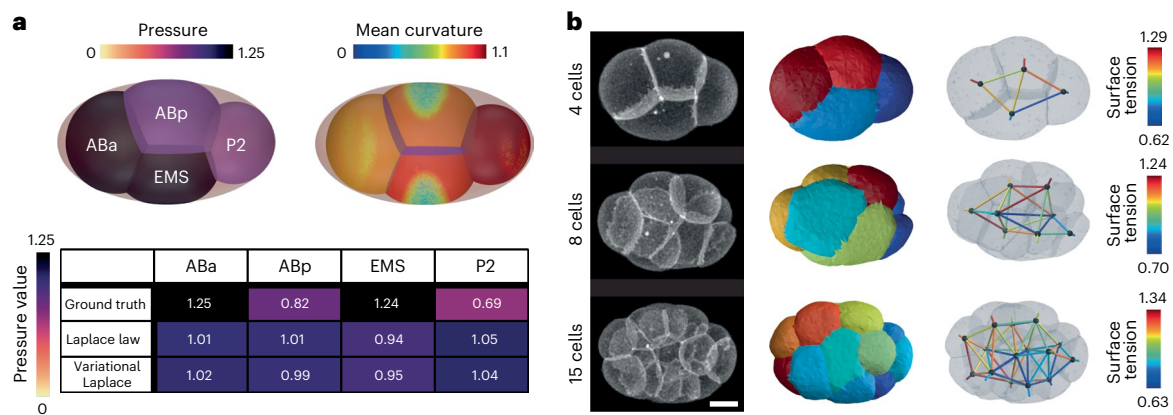 a
Pressure
0 1.25
Mean curvature
0 1.1
ABa
ABp
EMS
P2
Pressure value
1.25
0
ABa ABp EMS P2
Ground truth 1.25 0.82 1.24 0.69
Laplace law 1.01 1.01 0.94 1.05
Variational
Laplace 1.02 0.99 0.95 1.04
b
4 cells
1.29
Surface
tension
0.62
8 cells
1.24
Surface
tension
0.70
15 cells
1.34
Surface
tension
0.63